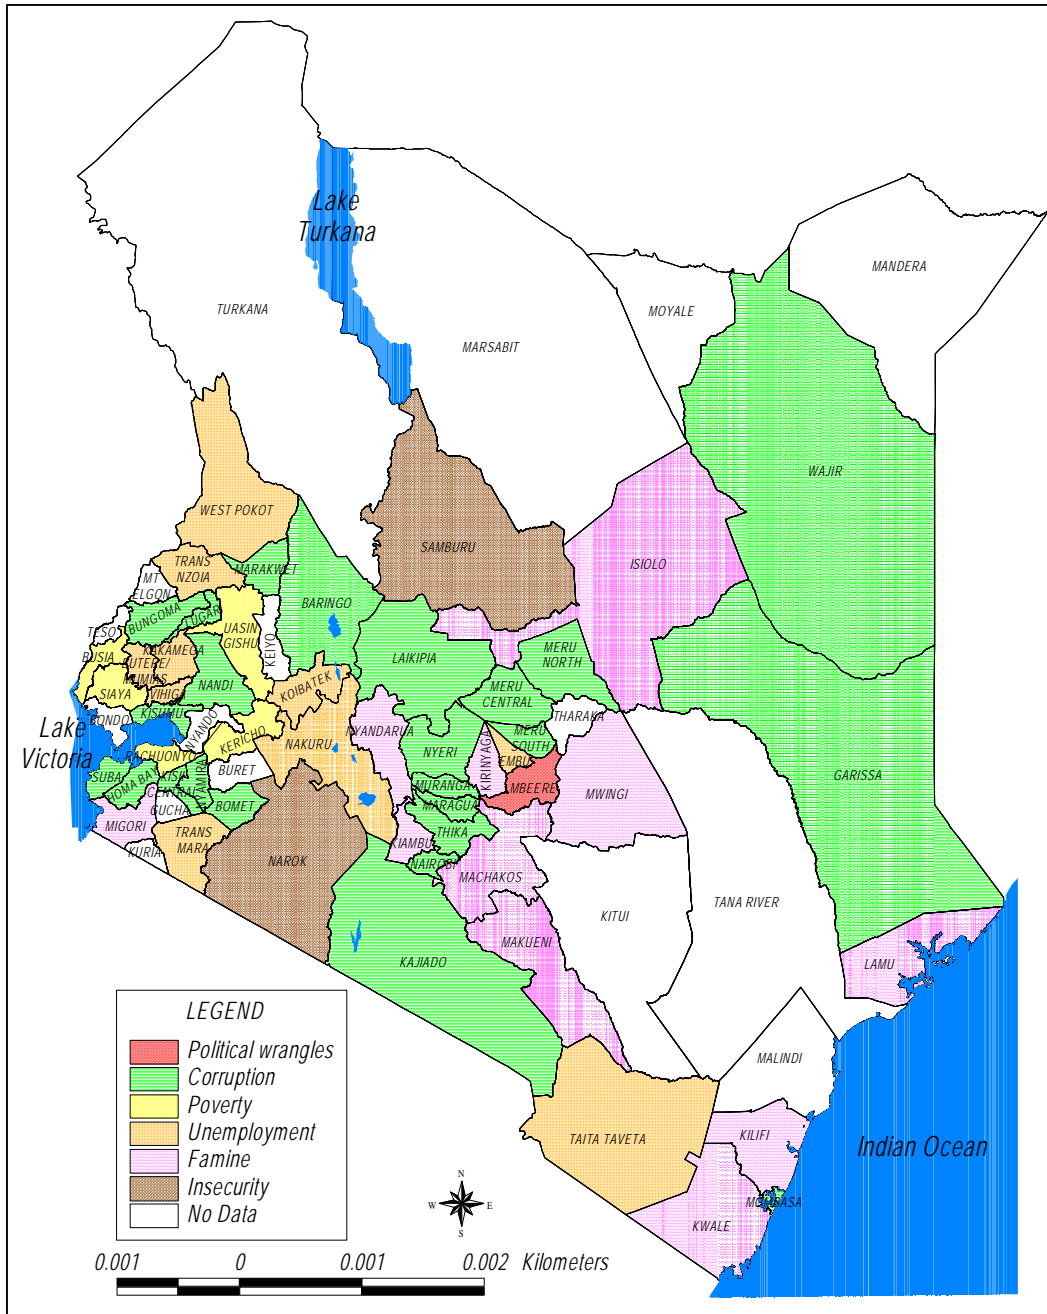 Lake
Turkana
MANDERA
MOYALE
TURKANA
MARSABIT
WAJIR
WEST POKOT
SAMBURU
ISIOLO
TRANS
NZOIA
MARAKWET
MT
ELGON
BARINGO
BUNGOMA
LUGARI
TESO
UASIN
GISHU
KEIYO
BUSIA
KAKAMEGA
BUTERE/
MUMIAS
LAIKIPIA
MERU
NORTH
NANDI
SIAYA
VIHIGA
KOIBATEK
MERU
CENTRAL
KISUMU
BONDO
THARAKA
Lake
Victoria
NYANDO
KERICHO
NAKURU
NYANDARUA
NYERI
KIRINYAGA
MERU
SOUTH
EMBU
RACHUONYO
BURET
GARISSA
SUBA
HOMA BAY
KISII
CENTRAL
NYAMIRA
MURANGA
MBEERE
MWINGI
GUCHA
BOMET
MARAGUA
MIGORI
TRANS
MARA
KIAMBU
THIKA
KURIA
NAROK
NAIROBI
MACHAKOS
KITUI
TANA RIVER
MAKUENI
KAJIADO
LAMU
LEGEND
Political wrangles
Corruption
Poverty
Unemployment
Famine
Insecurity
No Data
MALINDI
TAITA TAVETA
KILIFI
Indian Ocean
MOMBASA
KWALE
N
W E
S
0.001 0 0.001 0.002 Kilometers